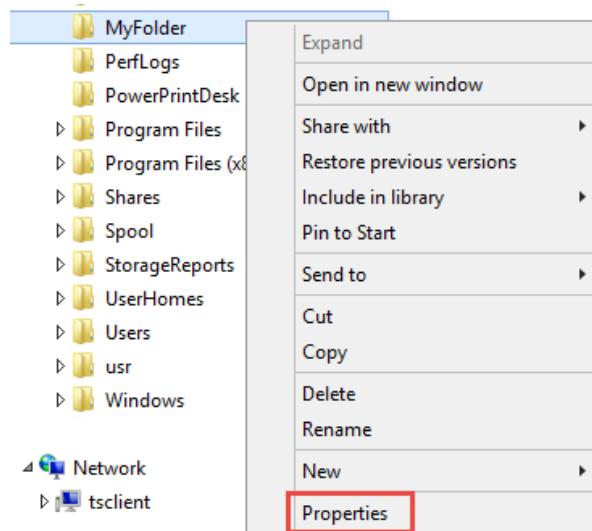 MyFolder
PerfLogs
PowerPrintDesk
Program Files
Program Files (x8
Shares
Spool
StorageReports
UserHomes
Users
usr
Windows
Network
tsclient
Expand
Open in new window
Share with
Restore previous versions
Include in library
Pin to Start
Send to
Cut
Copy
Delete
Rename
New
Properties